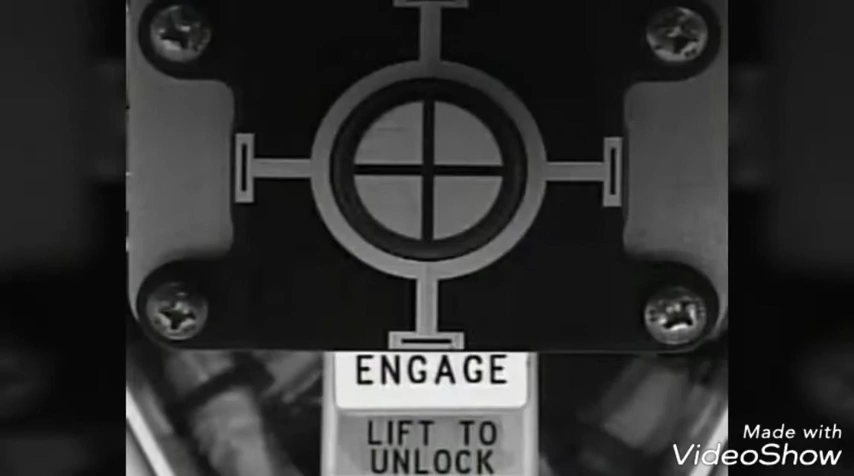 ENGAGE
LIFT TO
UNLOCK
Made with
VideoShow